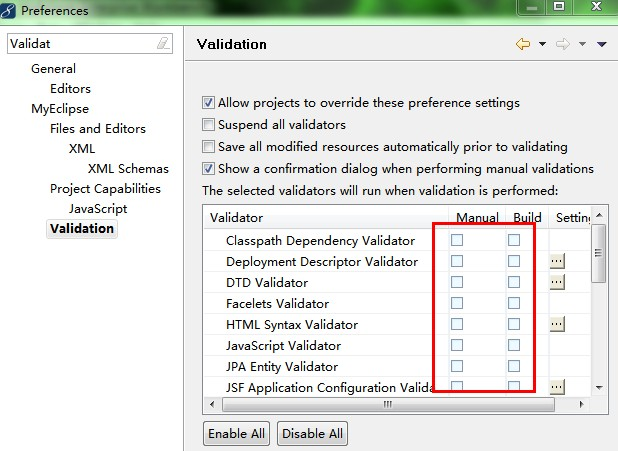 Preferences
Validat
General
Editors
MyEclipse
Files and Editors
XML
XML Schemas
Project Capabilities
JavaScript
Validation
Validation
Allow projects to override these preference settings
Suspend all validators
Save all modified resources automatically prior to validating
Show a confirmation dialog when performing manual validations
The selected validators will run when validation is performed:
Validator Manual Build Settin
Classpath Dependency Validator
Deployment Descriptor Validator ...
DTD Validator ...
Facelets Validator
HTML Syntax Validator ...
JavaScript Validator
JPA Entity Validator
JSF Application Configuration Valida ...
Enable All Disable All